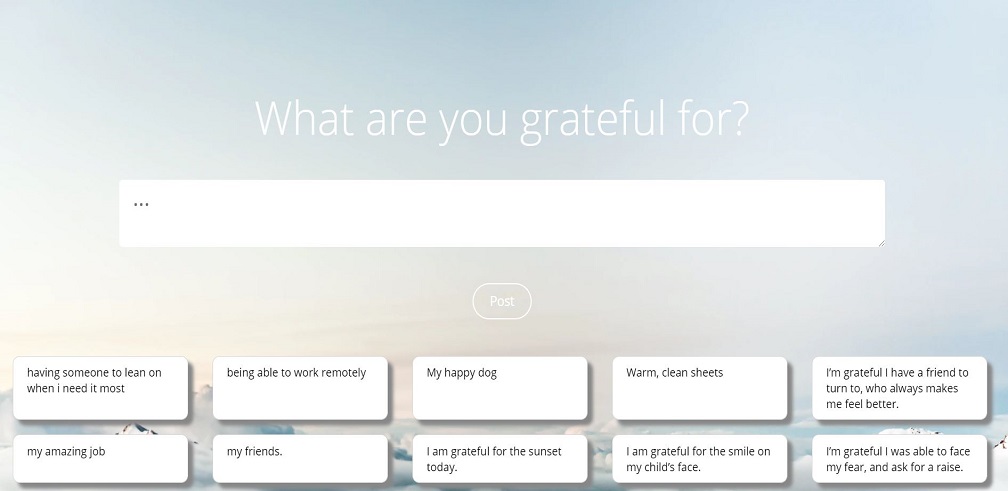 What are you grateful for?
...
Post
having someone to lean on
when i need it most
being able to work remotely
My happy dog
Warm, clean sheets
I'm grateful I have a friend to
turn to, who always makes
me feel better.
my amazing job
my friends.
I am grateful for the sunset
today.
I am grateful for the smile on
my child's face.
I'm grateful I was able to face
my fear, and ask for a raise.